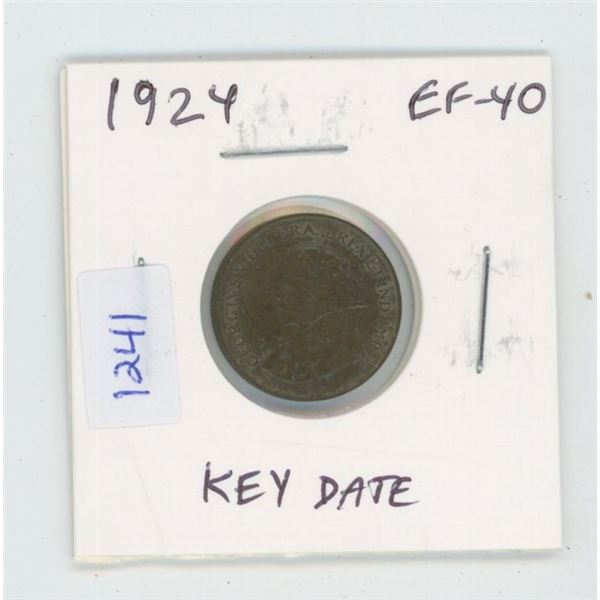 1924 EF-40
1241
GEORGIVS V DEI GRA: REX ET IND:IMP:
KEY DATE